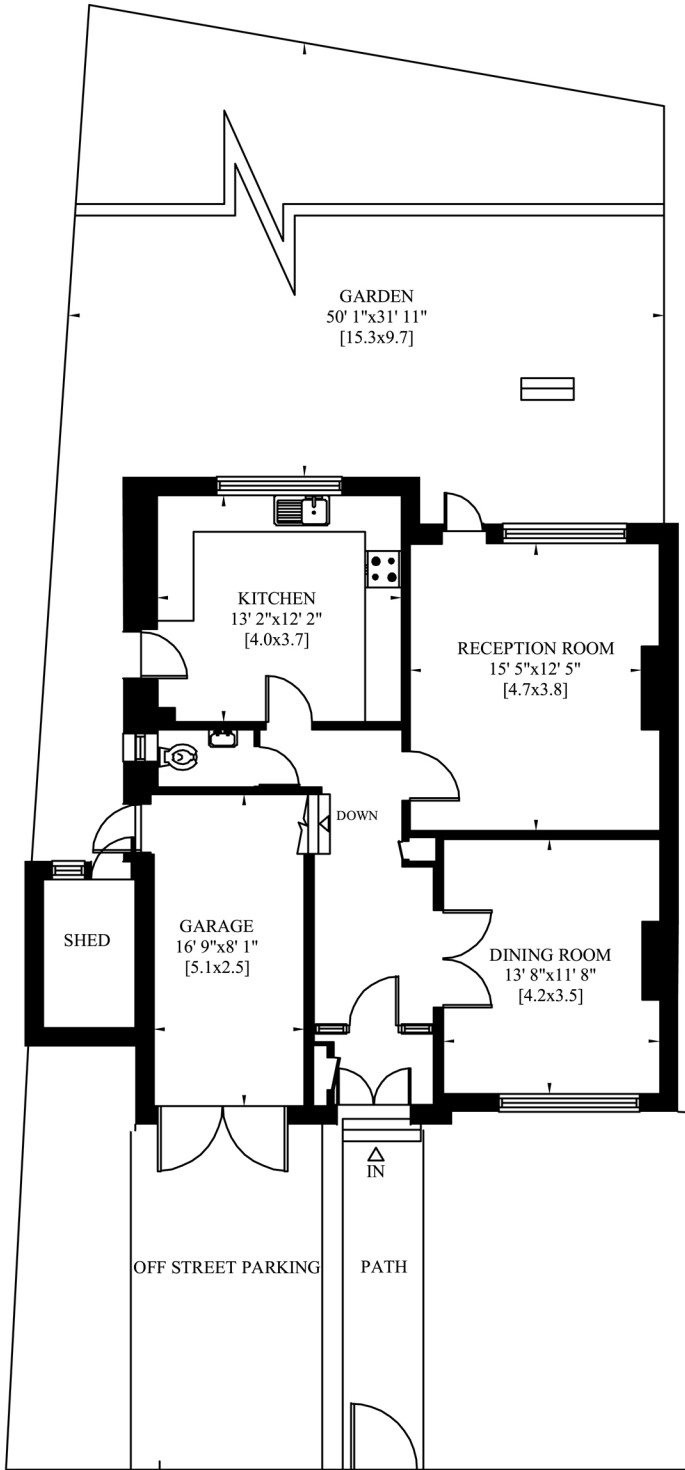 GARDEN
50' 1"x31' 11"
[15.3x9.7]
KITCHEN
13' 2"x12' 2"
[4.0x3.7]
RECEPTION ROOM
15' 5"x12' 5"
[4.7x3.8]
DOWN
SHED
GARAGE
16' 9"x8' 1"
[5.1x2.5]
DINING ROOM
13' 8"x11' 8"
[4.2x3.5]
IN
OFF STREET PARKING
PATH